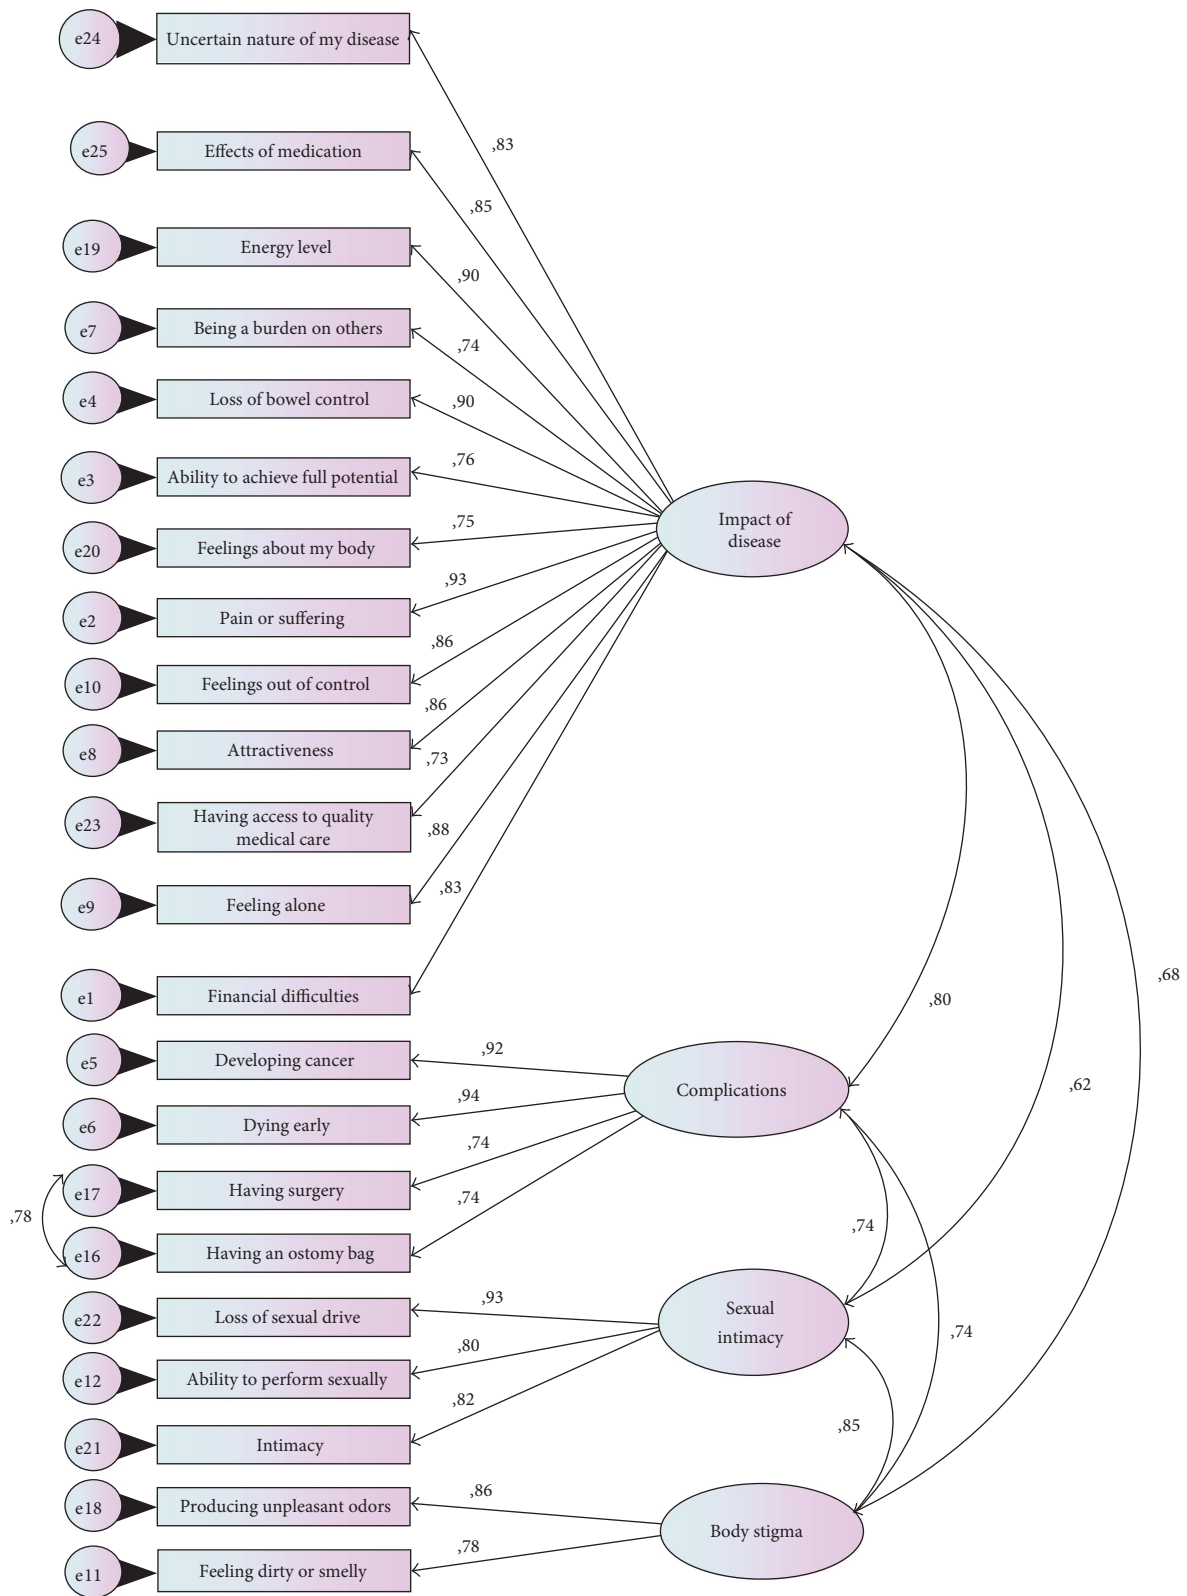 e24
Uncertain nature of my disease
,83
e25
Effects of medication
,85
e19
Energy level
,90
e7
Being a burden on others
,74
e4
Loss of bowel control
,90
e3
Ability to achieve full potential
,76
e20
Feelings about my body
,75
e2
Pain or suffering
,93
e10
Feelings out of control
,86
e8
Attractiveness
,86
e23
Having access to quality
medical care
,73
e9
Feeling alone
,88
e1
Financial difficulties
,83
Impact of
disease
,80
,62
,68
e5
Developing cancer
,92
e6
Dying early
,94
e17
Having surgery
,74
,78
e16
Having an ostomy bag
,74
Complications
,74
,74
e22
Loss of sexual drive
,93
e12
Ability to perform sexually
,80
e21
Intimacy
,82
Sexual
intimacy
,85
e18
Producing unpleasant odors
,86
e11
Feeling dirty or smelly
,78
Body stigma